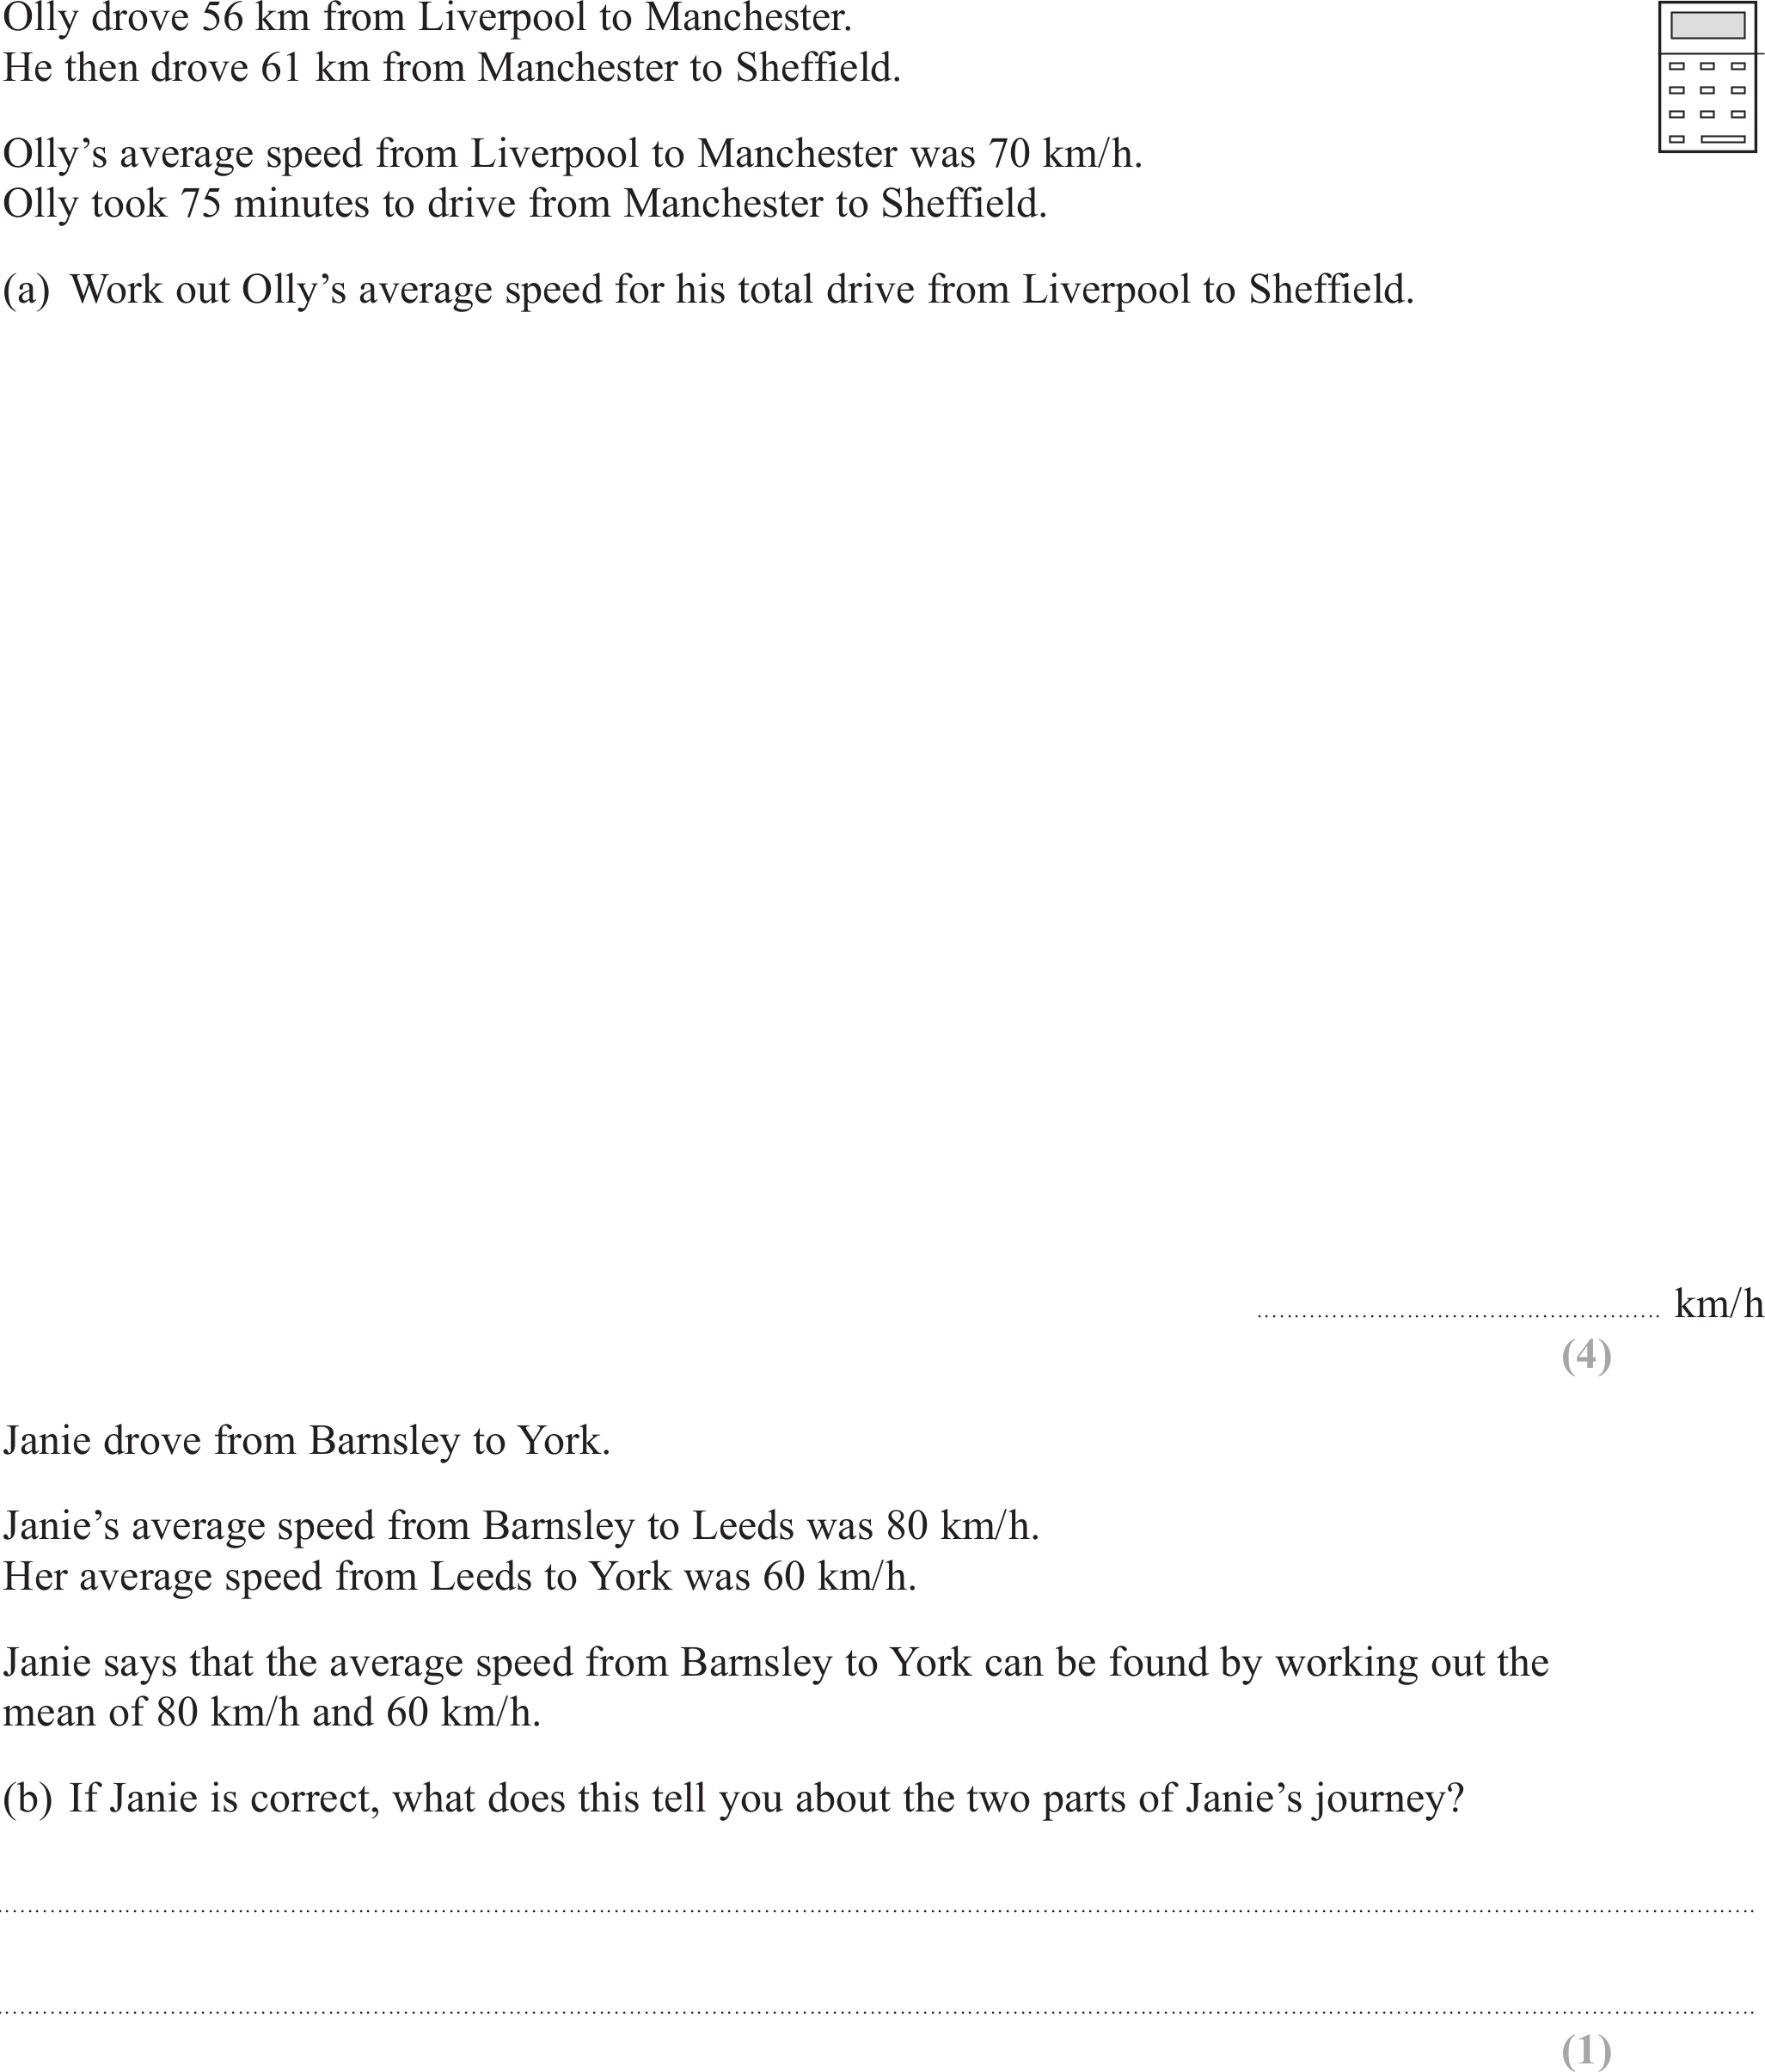 Olly drove 56 km from Liverpool to Manchester.
He then drove 61 km from Manchester to Sheffield.
Olly’s average speed from Liverpool to Manchester was 70 km/h.
Olly took 75 minutes to drive from Manchester to Sheffield.
(a) Work out Olly’s average speed for his total drive from Liverpool to Sheffield.
km/h
(4)
Janie drove from Barnsley to York.
Janie’s average speed from Barnsley to Leeds was 80 km/h.
Her average speed from Leeds to York was 60 km/h.
Janie says that the average speed from Barnsley to York can be found by working out the
mean of 80 km/h and 60 km/h.
(b) If Janie is correct, what does this tell you about the two parts of Janie’s journey?
(1)